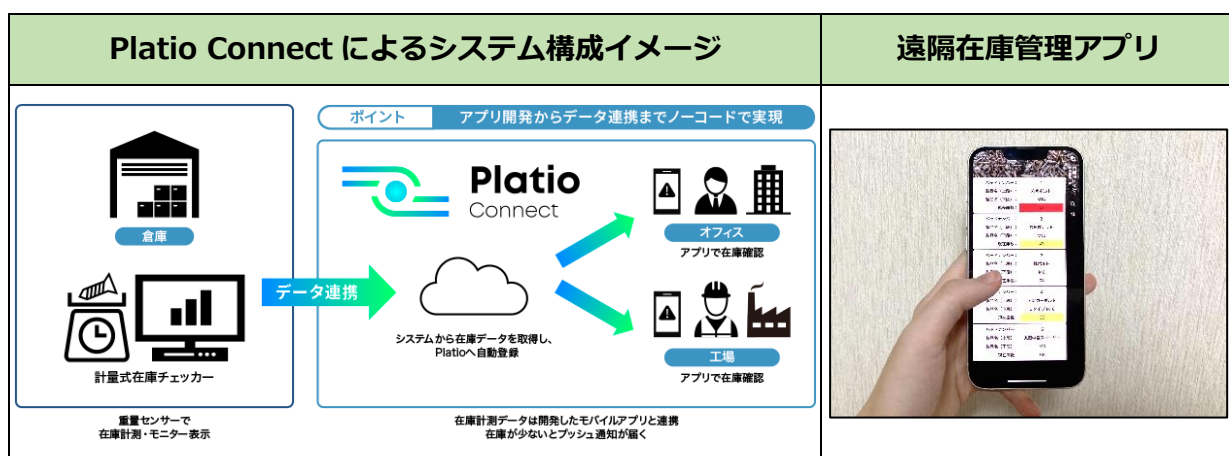 Platio Connect によるシステム構成イメージ
遠隔在庫管理アプリ
ポイント
アプリ開発からデータ連携までノーコードで実現
倉庫
計量式在庫チェッカー
重量センサーで
在庫計測・モニター表示
データ連携
Platio
Connect
システムから在庫データを取得し、
Platioへ自動登録
オフィス
アプリで在庫確認
工場
アプリで在庫確認
在庫計測データは開発したモバイルアプリと連携
在庫が少ないとプッシュ通知が届く